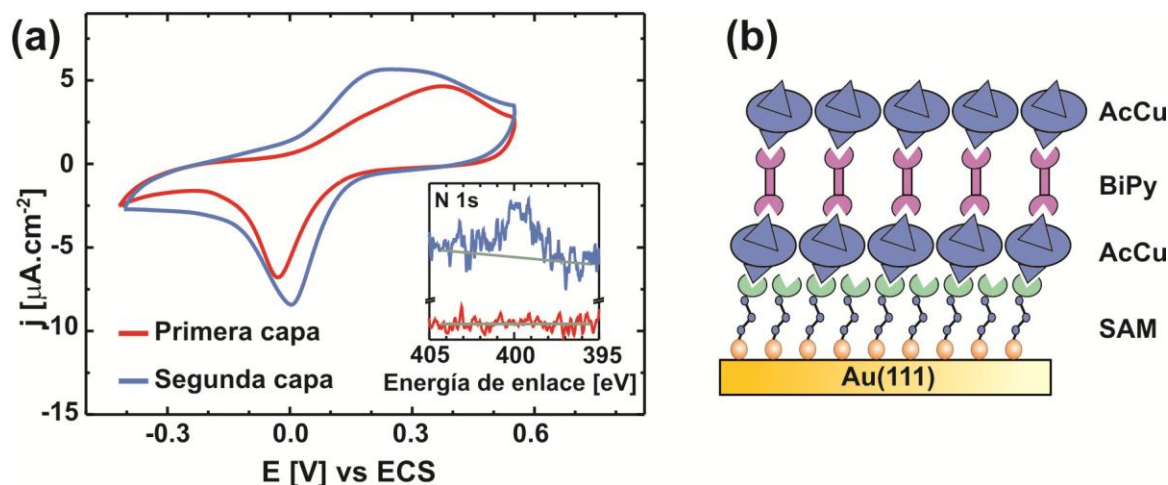 (a)
j [µA.cm⁻²]
5
0
-5
-10
-15
-0.3
0.0
0.3
0.6
E [V] vs ECS
Primera capa
Segunda capa
N 1s
405
400
395
Energía de enlace [eV]
(b)
AcCu
BiPy
AcCu
SAM
Au(111)